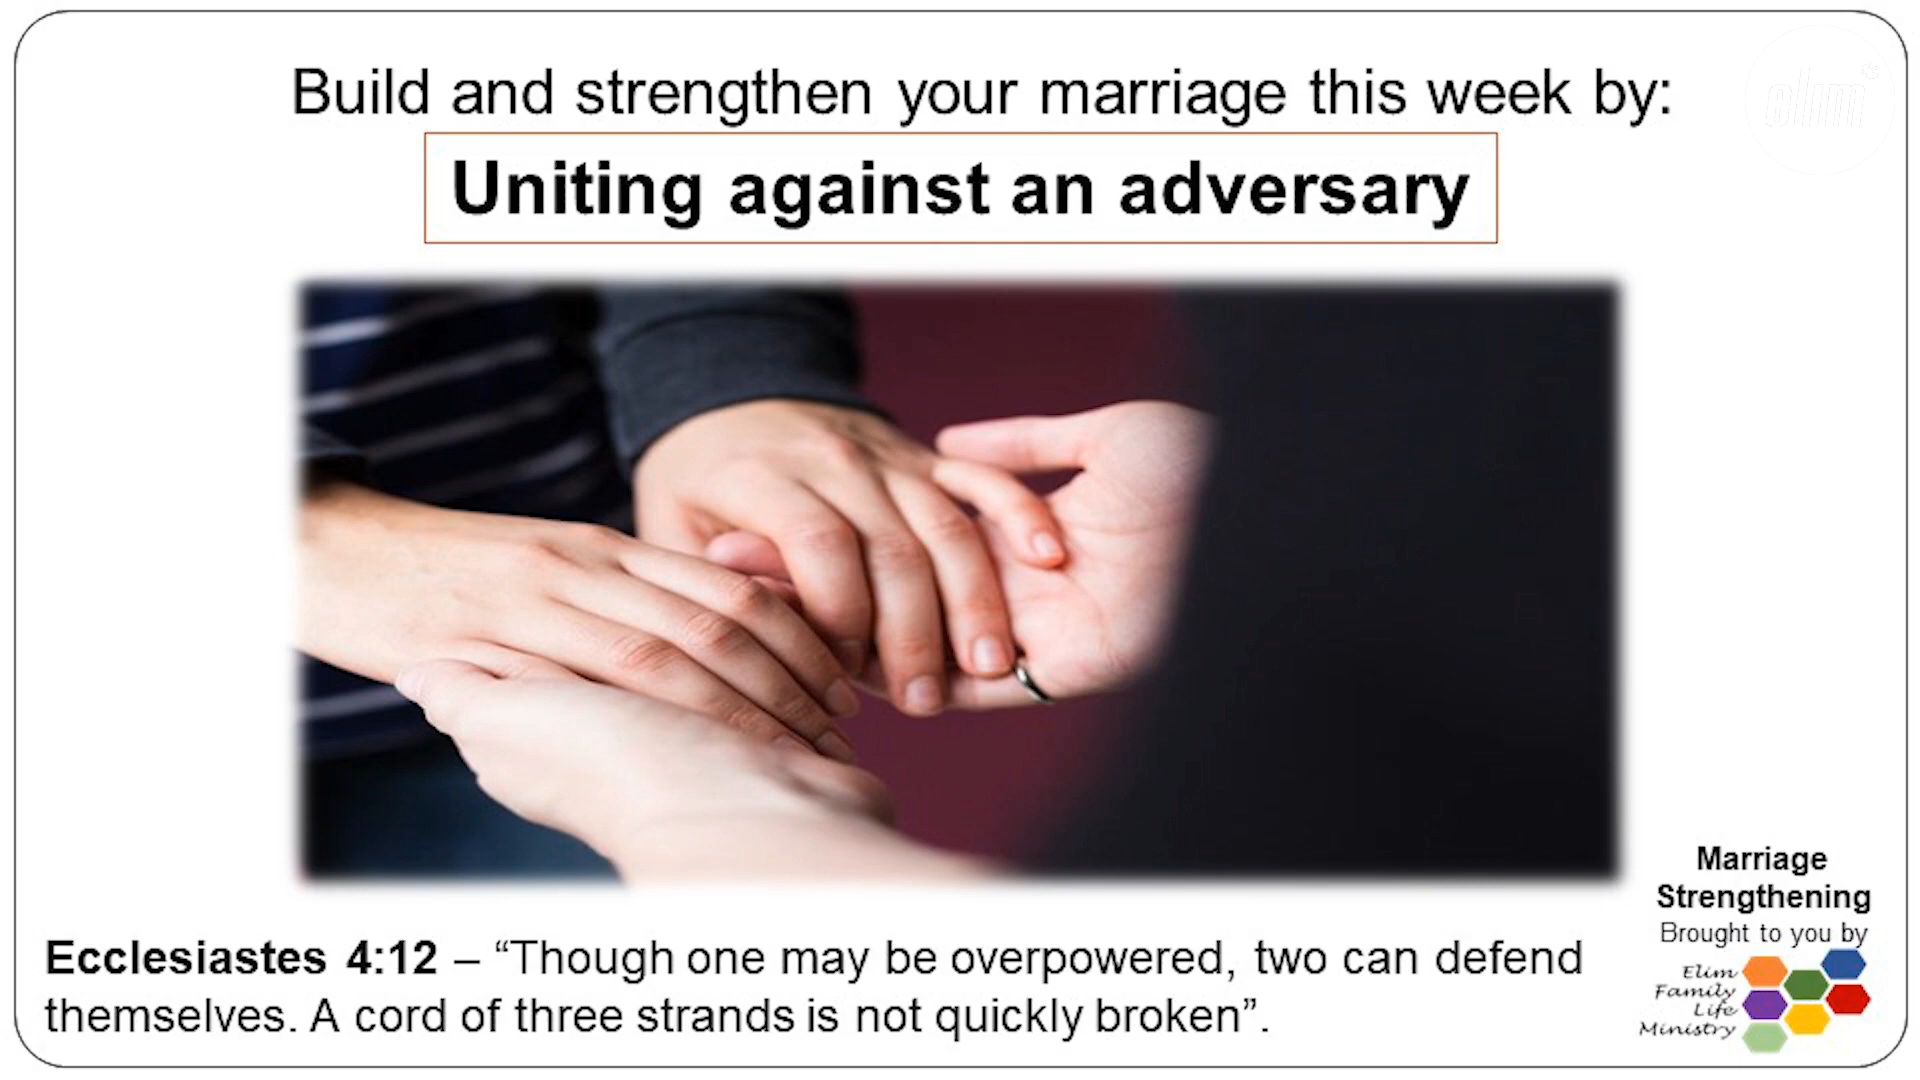 elim
Build and strengthen your marriage this week by:
Uniting against an adversary
Marriage
Strengthening
Brought to you by
Elim
Family
Life
Ministry
Ecclesiastes 4:12 – “Though one may be overpowered, two can defend
themselves. A cord of three strands is not quickly broken”.